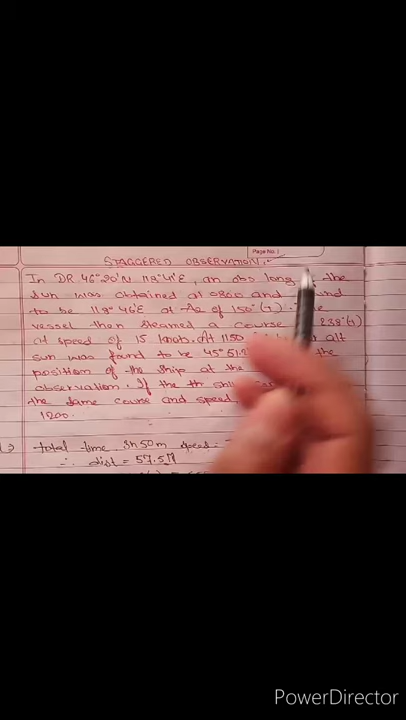 Page No.
STAGGERED OBSERVATION.
In DR 46°20'N 118°41'E, an obs long the
sun was obtained at 0800 and
to be 118°46'E at Az of 150°(T).
vessel then steamed a course 238°(T)
at speed of 15 knots. At 1150 alt
sun was found to be 45° the
position of the ship at the
observation. If the
the same course and speed
1200.
total time 3h 50m speed
∴ dist = 57.5
PowerDirector